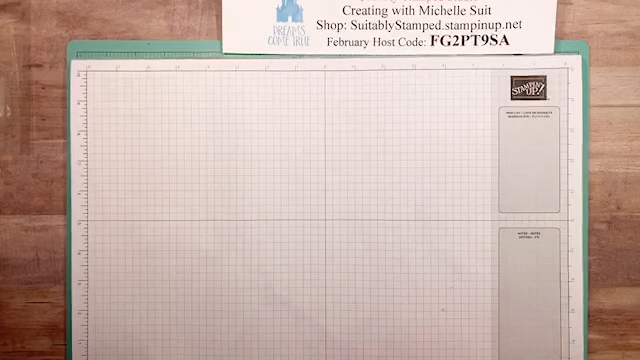 Creating with Michelle Suit
DREAMS
COME TRUE
Shop: SuitablyStamped.stampinup.net
February Host Code: FG2PT9SA
STAMPIN'
UP!